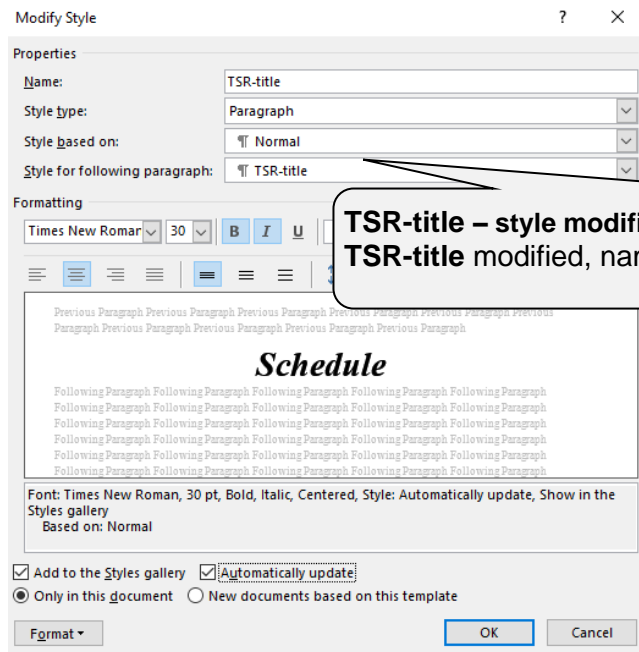 Modify Style ? ×
Properties
Name: TSR-title
Style type: Paragraph
Style based on: ¶ Normal
Style for following paragraph: ¶ TSR-title
Formatting
Times New Roman 30 B I U
TSR-title – style modifi
TSR-title modified, nar
Previous Paragraph Previous Paragraph Previous Paragraph Previous Paragraph Previous Paragraph Previous
Paragraph Previous Paragraph Previous Paragraph Previous Paragraph Previous Paragraph
Schedule
Following Paragraph Following Paragraph Following Paragraph Following Paragraph Following Paragraph
Following Paragraph Following Paragraph Following Paragraph Following Paragraph Following Paragraph
Following Paragraph Following Paragraph Following Paragraph Following Paragraph Following Paragraph
Following Paragraph Following Paragraph Following Paragraph Following Paragraph Following Paragraph
Following Paragraph Following Paragraph Following Paragraph Following Paragraph Following Paragraph
Following Paragraph Following Paragraph Following Paragraph Following Paragraph Following Paragraph
Font: Times New Roman, 30 pt, Bold, Italic, Centered, Style: Automatically update, Show in the
Styles gallery
Based on: Normal
Add to the Styles gallery Automatically update
Only in this document New documents based on this template
Format OK Cancel